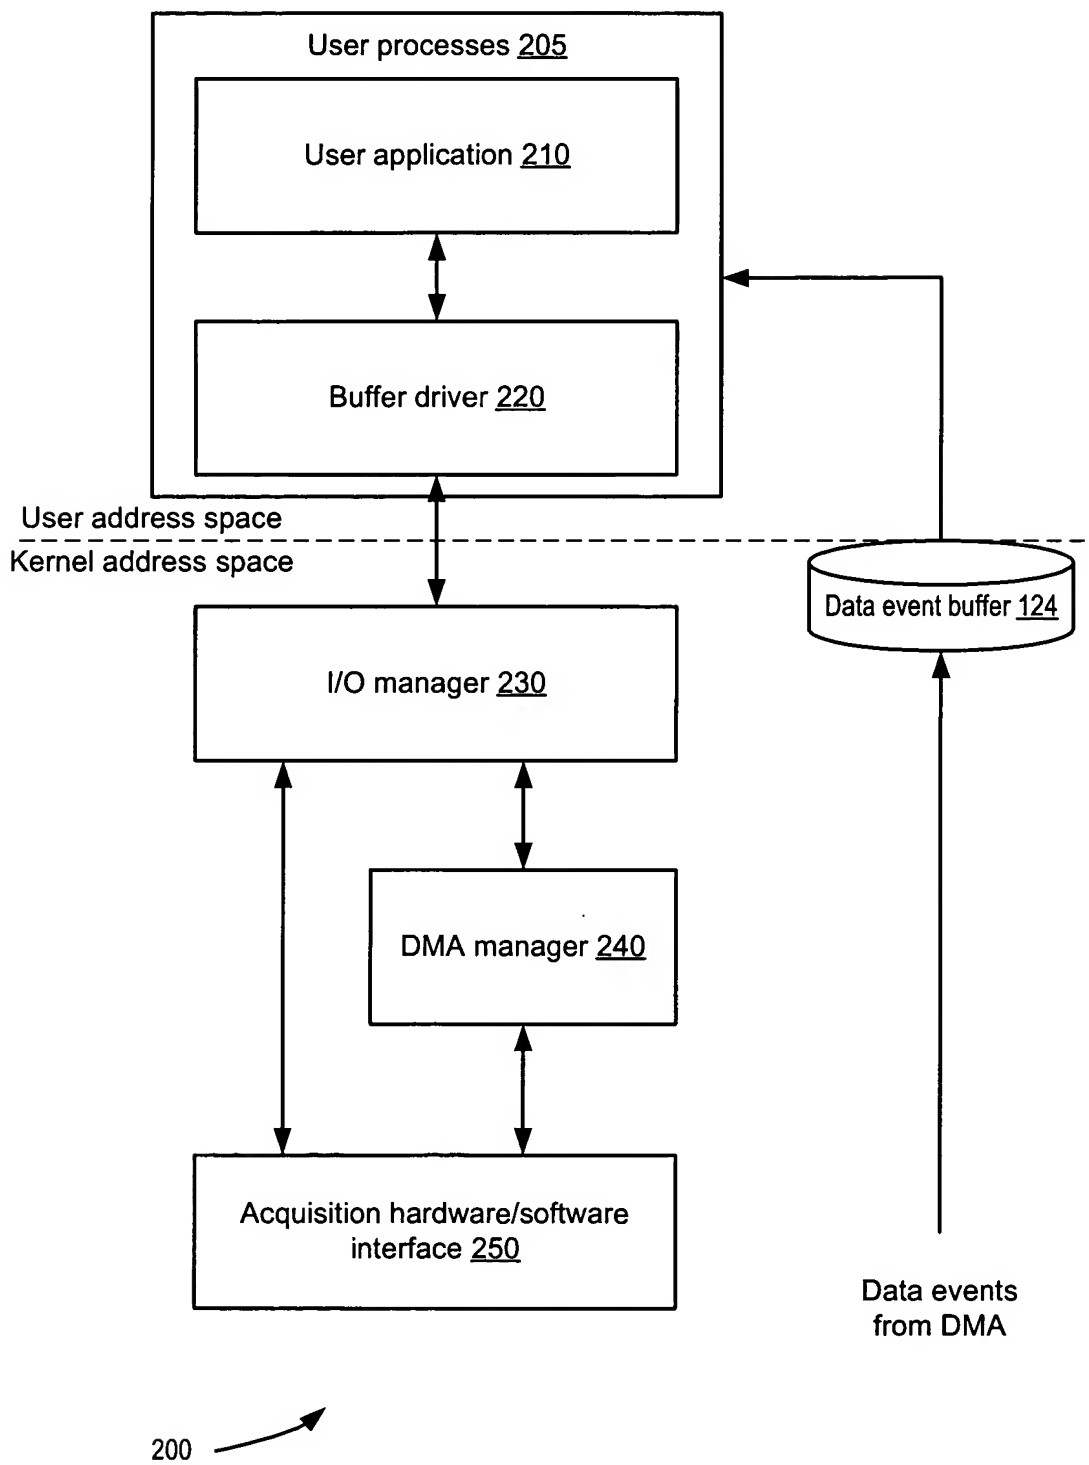 User processes 205
User application 210
Buffer driver 220
User address space
Kernel address space
Data event buffer 124
I/O manager 230
DMA manager 240
Acquisition hardware/software
interface 250
Data events
from DMA
200